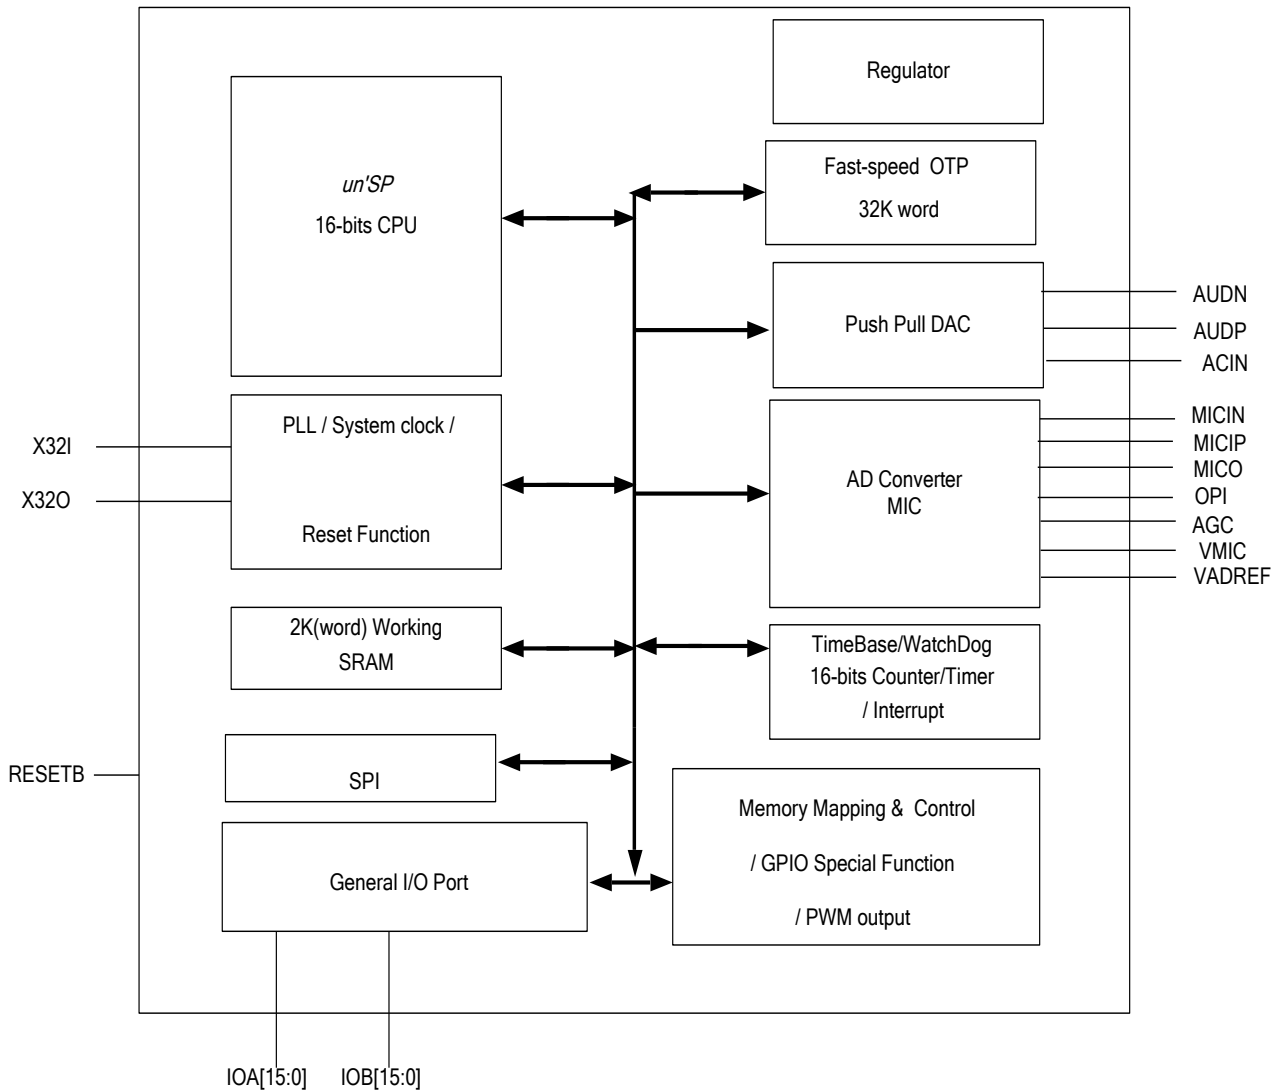 Regulator
un'SP
16-bits CPU
Fast-speed OTP
32K word
Push Pull DAC
AUDN
AUDP
ACIN
PLL / System clock /
Reset Function
X32I
X32O
AD Converter
MIC
MICIN
MICIP
MICO
OPI
AGC
VMIC
VADREF
2K(word) Working
SRAM
TimeBase/WatchDog
16-bits Counter/Timer
/ Interrupt
RESETB
SPI
General I/O Port
Memory Mapping & Control
/ GPIO Special Function
/ PWM output
IOA[15:0]
IOB[15:0]